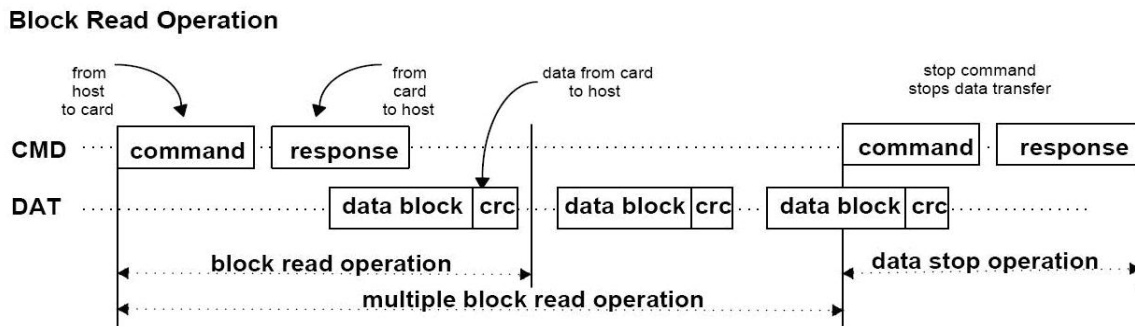 Block Read Operation
from
host
to card
from
card
to host
data from card
to host
stop command
stops data transfer
CMD
command
response
command
response
DAT
data block
crc
data block
crc
data block
crc
block read operation
data stop operation
multiple block read operation